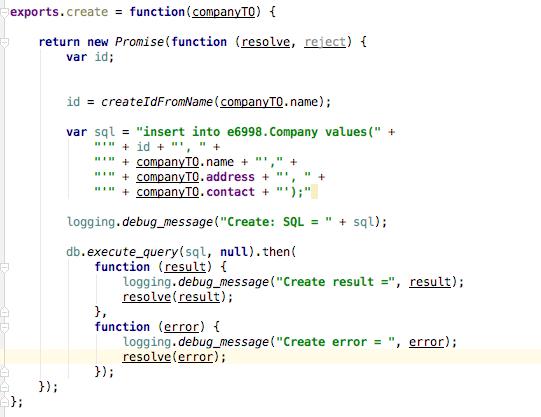 exports.create = function(companyTO) {
return new Promise(function (resolve, reject) {
var id;
id = createIdFromName(companyTO.name);
var sql = "insert into e6998.Company values(" +
"'" + id + "', " +
"'" + companyTO.name + "'," +
"'" + companyTO.address + "', " +
"'" + companyTO.contact + "');"
logging.debug_message("Create: SQL = " + sql);
db.execute_query(sql, null).then(
function (result) {
logging.debug_message("Create result =", result);
resolve(result);
},
function (error) {
logging.debug_message("Create error = ", error);
resolve(error);
});
});
};